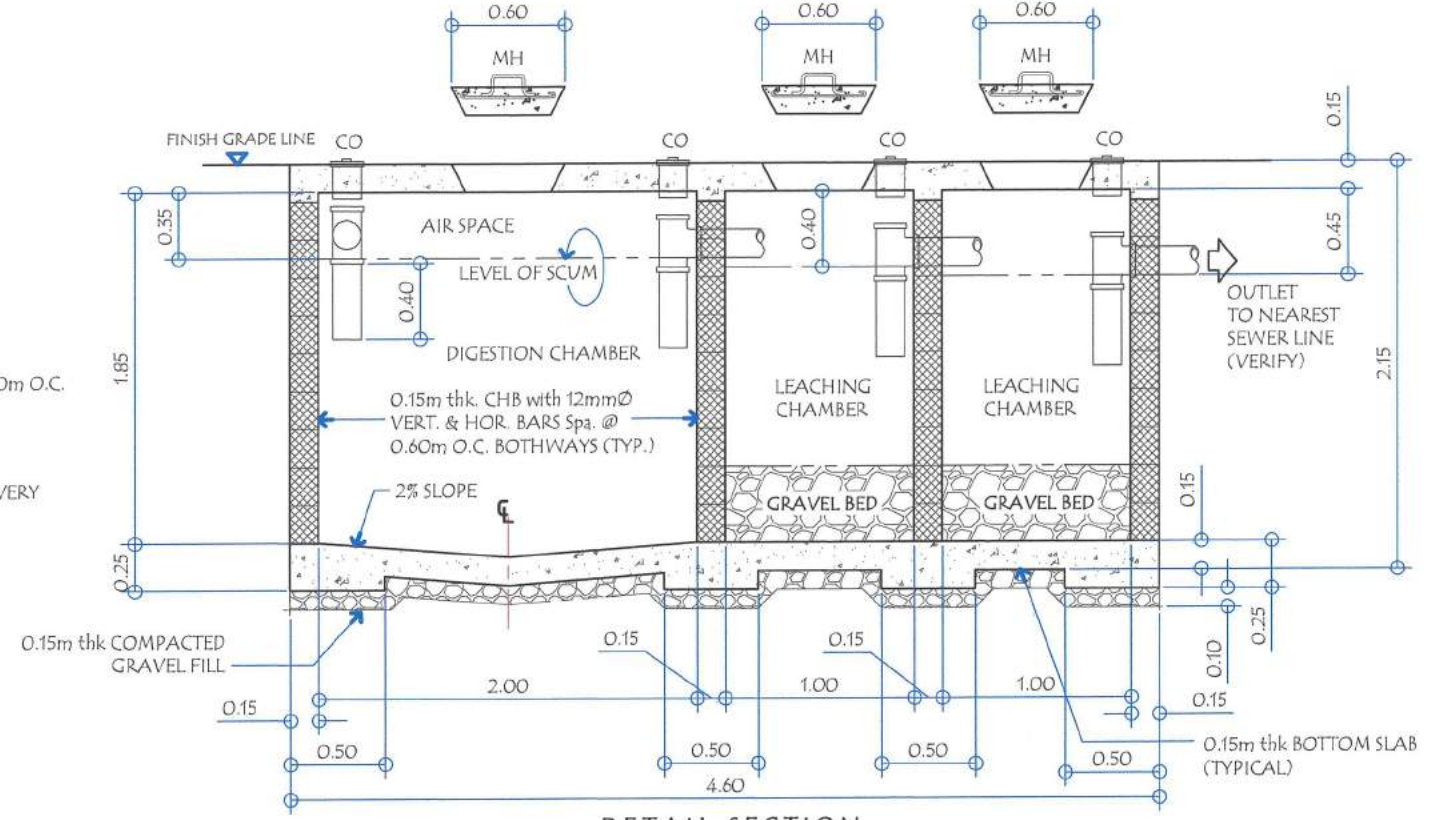 0.60
0.60
0.60
MH
MH
MH
FINISH GRADE LINE
CO
CO
CO
CO
0.15
0.35
AIR SPACE
LEVEL OF SCUM
0.40
0.40
0.45
OUTLET
TO NEAREST
SEWER LINE
(VERIFY)
1.85
DIGESTION CHAMBER
2.15
0m O.C.
0.15m thk. CHB with 12mmØ
VERT. & HOR. BARS Spa. @
0.60m O.C. BOTHWAYS (TYP.)
LEACHING
CHAMBER
LEACHING
CHAMBER
VERY
2% SLOPE
GRAVEL BED
GRAVEL BED
0.15
0.25
0.25
0.10
0.15m thk COMPACTED
GRAVEL FILL
0.15
0.15
2.00
1.00
1.00
0.15
0.15
0.50
0.50
0.50
0.50
0.15m thk BOTTOM SLAB
(TYPICAL)
4.60
DETAIL SECTION